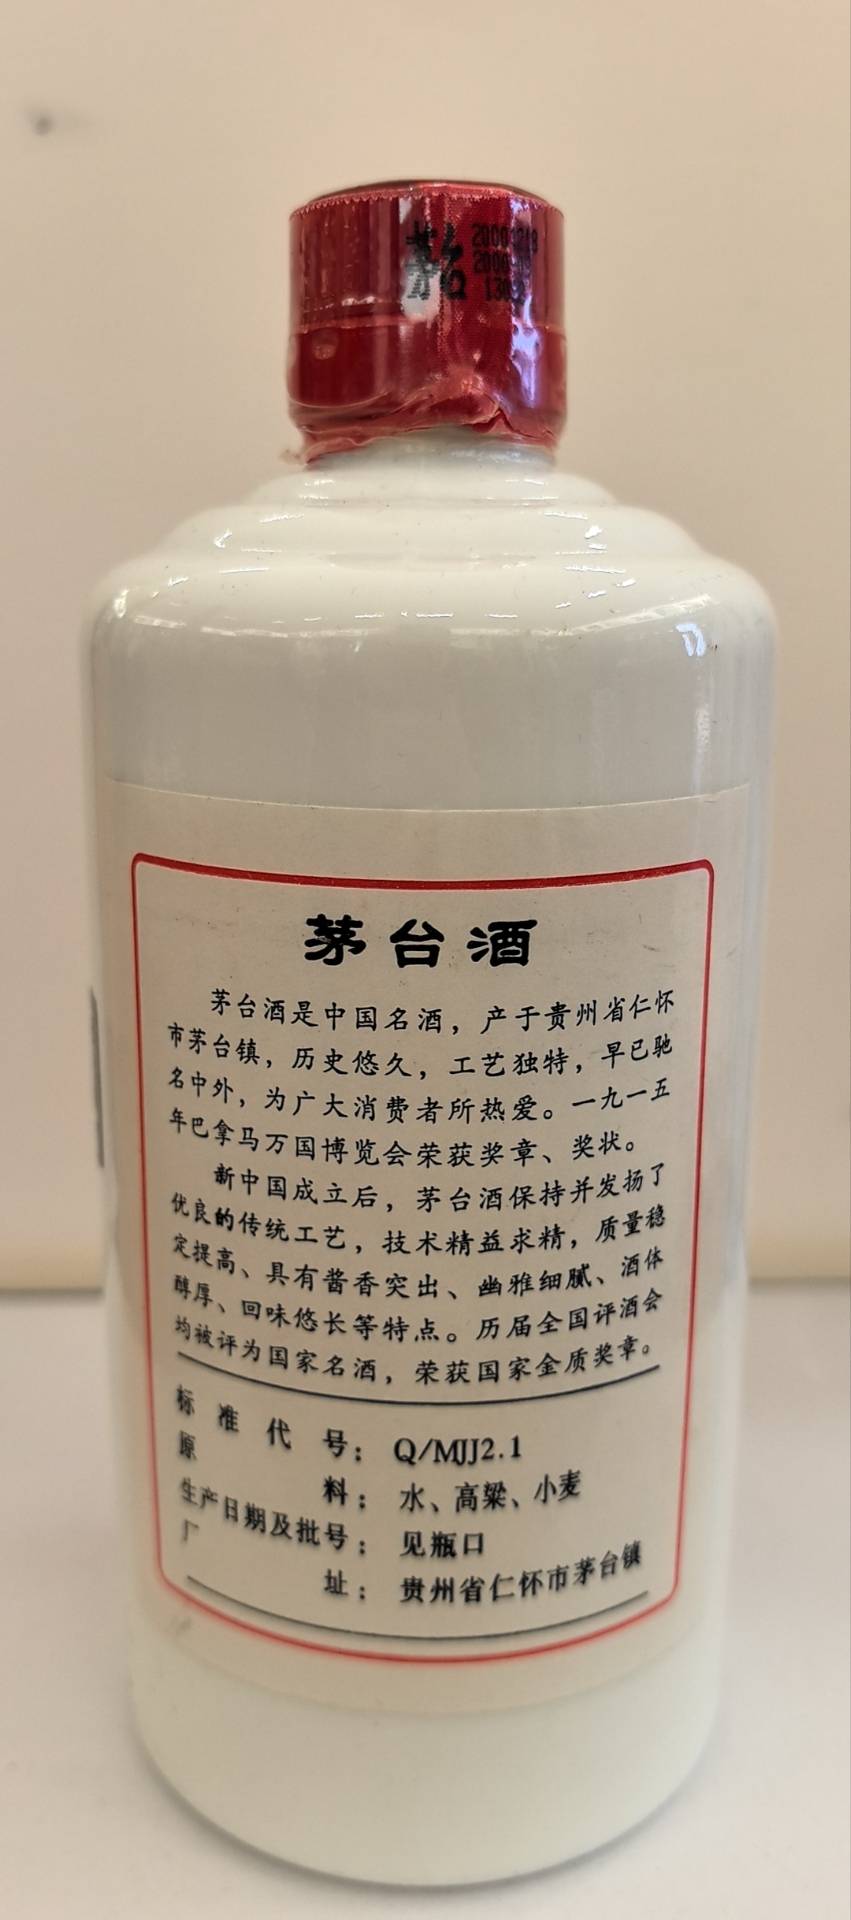 茅台
茅台酒
茅台酒是中国名酒，产于贵州省仁怀
市茅台镇，历史悠久，工艺独特，早已驰
名中外，为广大消费者所热爱。一九一五
年巴拿马万国博览会荣获奖章、奖状。
新中国成立后，茅台酒保持并发扬了
优良的传统工艺，技术精益求精，质量稳
定提高、具有酱香突出、幽雅细腻、酒体
醇厚、回味悠长等特点。历届全国评酒会
均被评为国家名酒，荣获国家金质奖章。
标准代号：Q/MJJ2.1
原料：水、高粱、小麦
生产日期及批号：见瓶口
厂址：贵州省仁怀市茅台镇